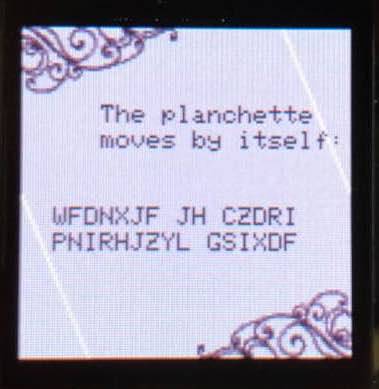 The planchette
moves by itself:
WFDNXJF JH CZDRI
PNIRHJZYL GSIXDF